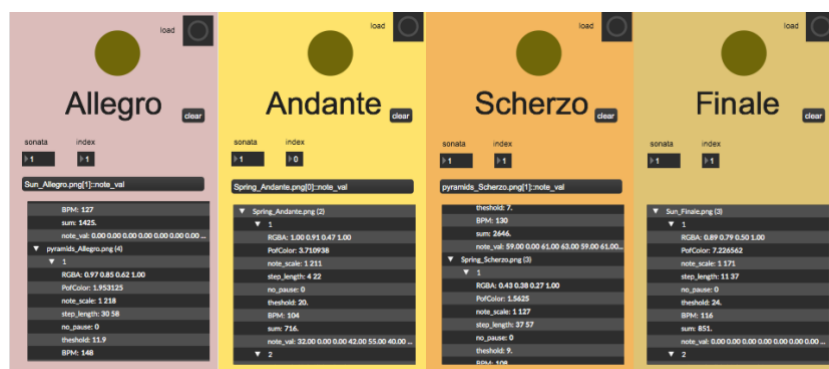 load
Allegro
clear
sonata
index
1
1
Sun_Allegro.png[1]::note_val
BPM: 127
sum: 1425.
note_val: 0.00 0.00 0.00 0.00 0.00 0.00 0.00 ...
▼ pyramids_Allegro.png (4)
▼ 1
RGBA: 0.97 0.85 0.62 1.00
PofColor: 1.953125
note_scale: 1 218
step_length: 30 58
no_pause: 0
theshold: 11.9
BPM: 148
load
Andante
clear
sonata
index
1
0
Spring_Andante.png[0]::note_val
▼ Spring_Andante.png (2)
▼ 1
RGBA: 1.00 0.91 0.47 1.00
PofColor: 3.710938
note_scale: 1 211
step_length: 4 22
no_pause: 0
theshold: 20.
BPM: 104
sum: 716.
note_val: 32.00 0.00 0.00 42.00 55.00 40.00 ...
▼ 2
load
Scherzo
clear
sonata
index
1
1
pyramids_Scherzo.png[1]::note_val
theshold: 7.
BPM: 130
sum: 2646.
note_val: 59.00 0.00 61.00 63.00 59.00 61.00...
▼ Spring_Scherzo.png (3)
▼ 1
RGBA: 0.43 0.38 0.27 1.00
PofColor: 1.5625
note_scale: 1 127
step_length: 37 57
no_pause: 0
theshold: 9.
BPM: 108
load
Finale
clear
sonata
index
1
1
▼ Sun_Finale.png (3)
▼ 1
RGBA: 0.89 0.79 0.50 1.00
PofColor: 7.226562
note_scale: 1 171
step_length: 11 37
no_pause: 0
theshold: 24.
BPM: 116
sum: 851.
note_val: 0.00 0.00 0.00 0.00 0.00 0.00 0.00 ...
▼ 2